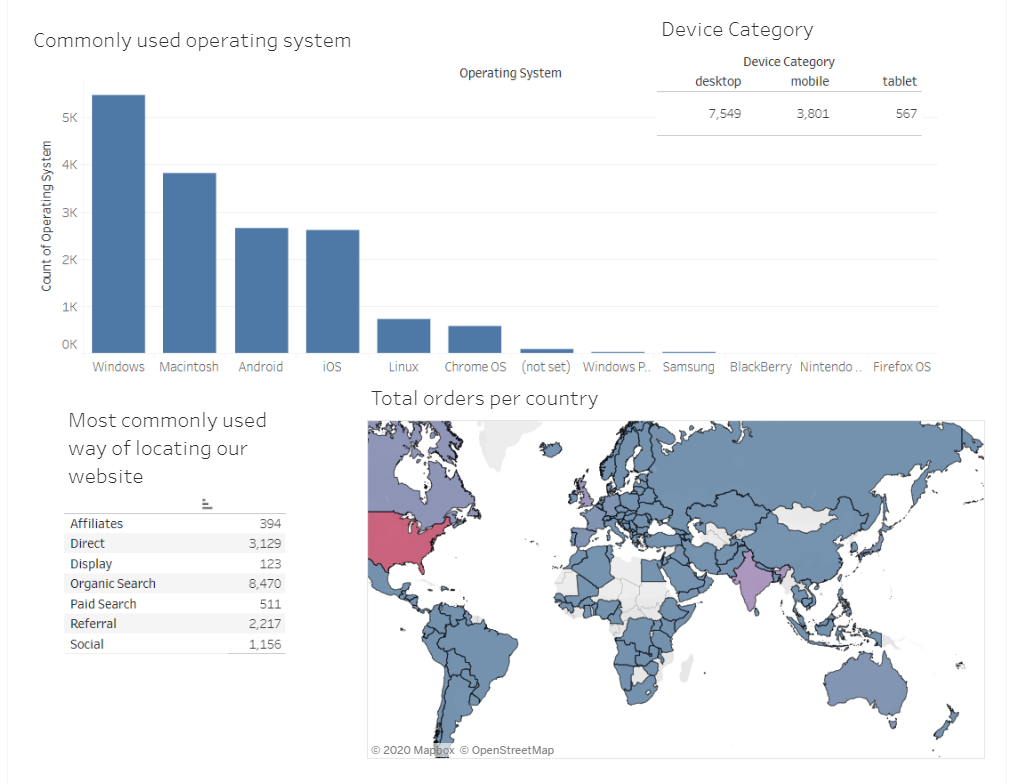 Commonly used operating system
Operating System
Count of Operating System
5K
4K
3K
2K
1K
0K
Windows Macintosh Android iOS Linux Chrome OS (not set) Windows P.. Samsung BlackBerry Nintendo .. Firefox OS
Device Category
Device Category
desktop mobile tablet
7,549 3,801 567
Most commonly used
way of locating our
website
Affiliates 394
Direct 3,129
Display 123
Organic Search 8,470
Paid Search 511
Referral 2,217
Social 1,156
Total orders per country
© 2020 Mapbox © OpenStreetMap